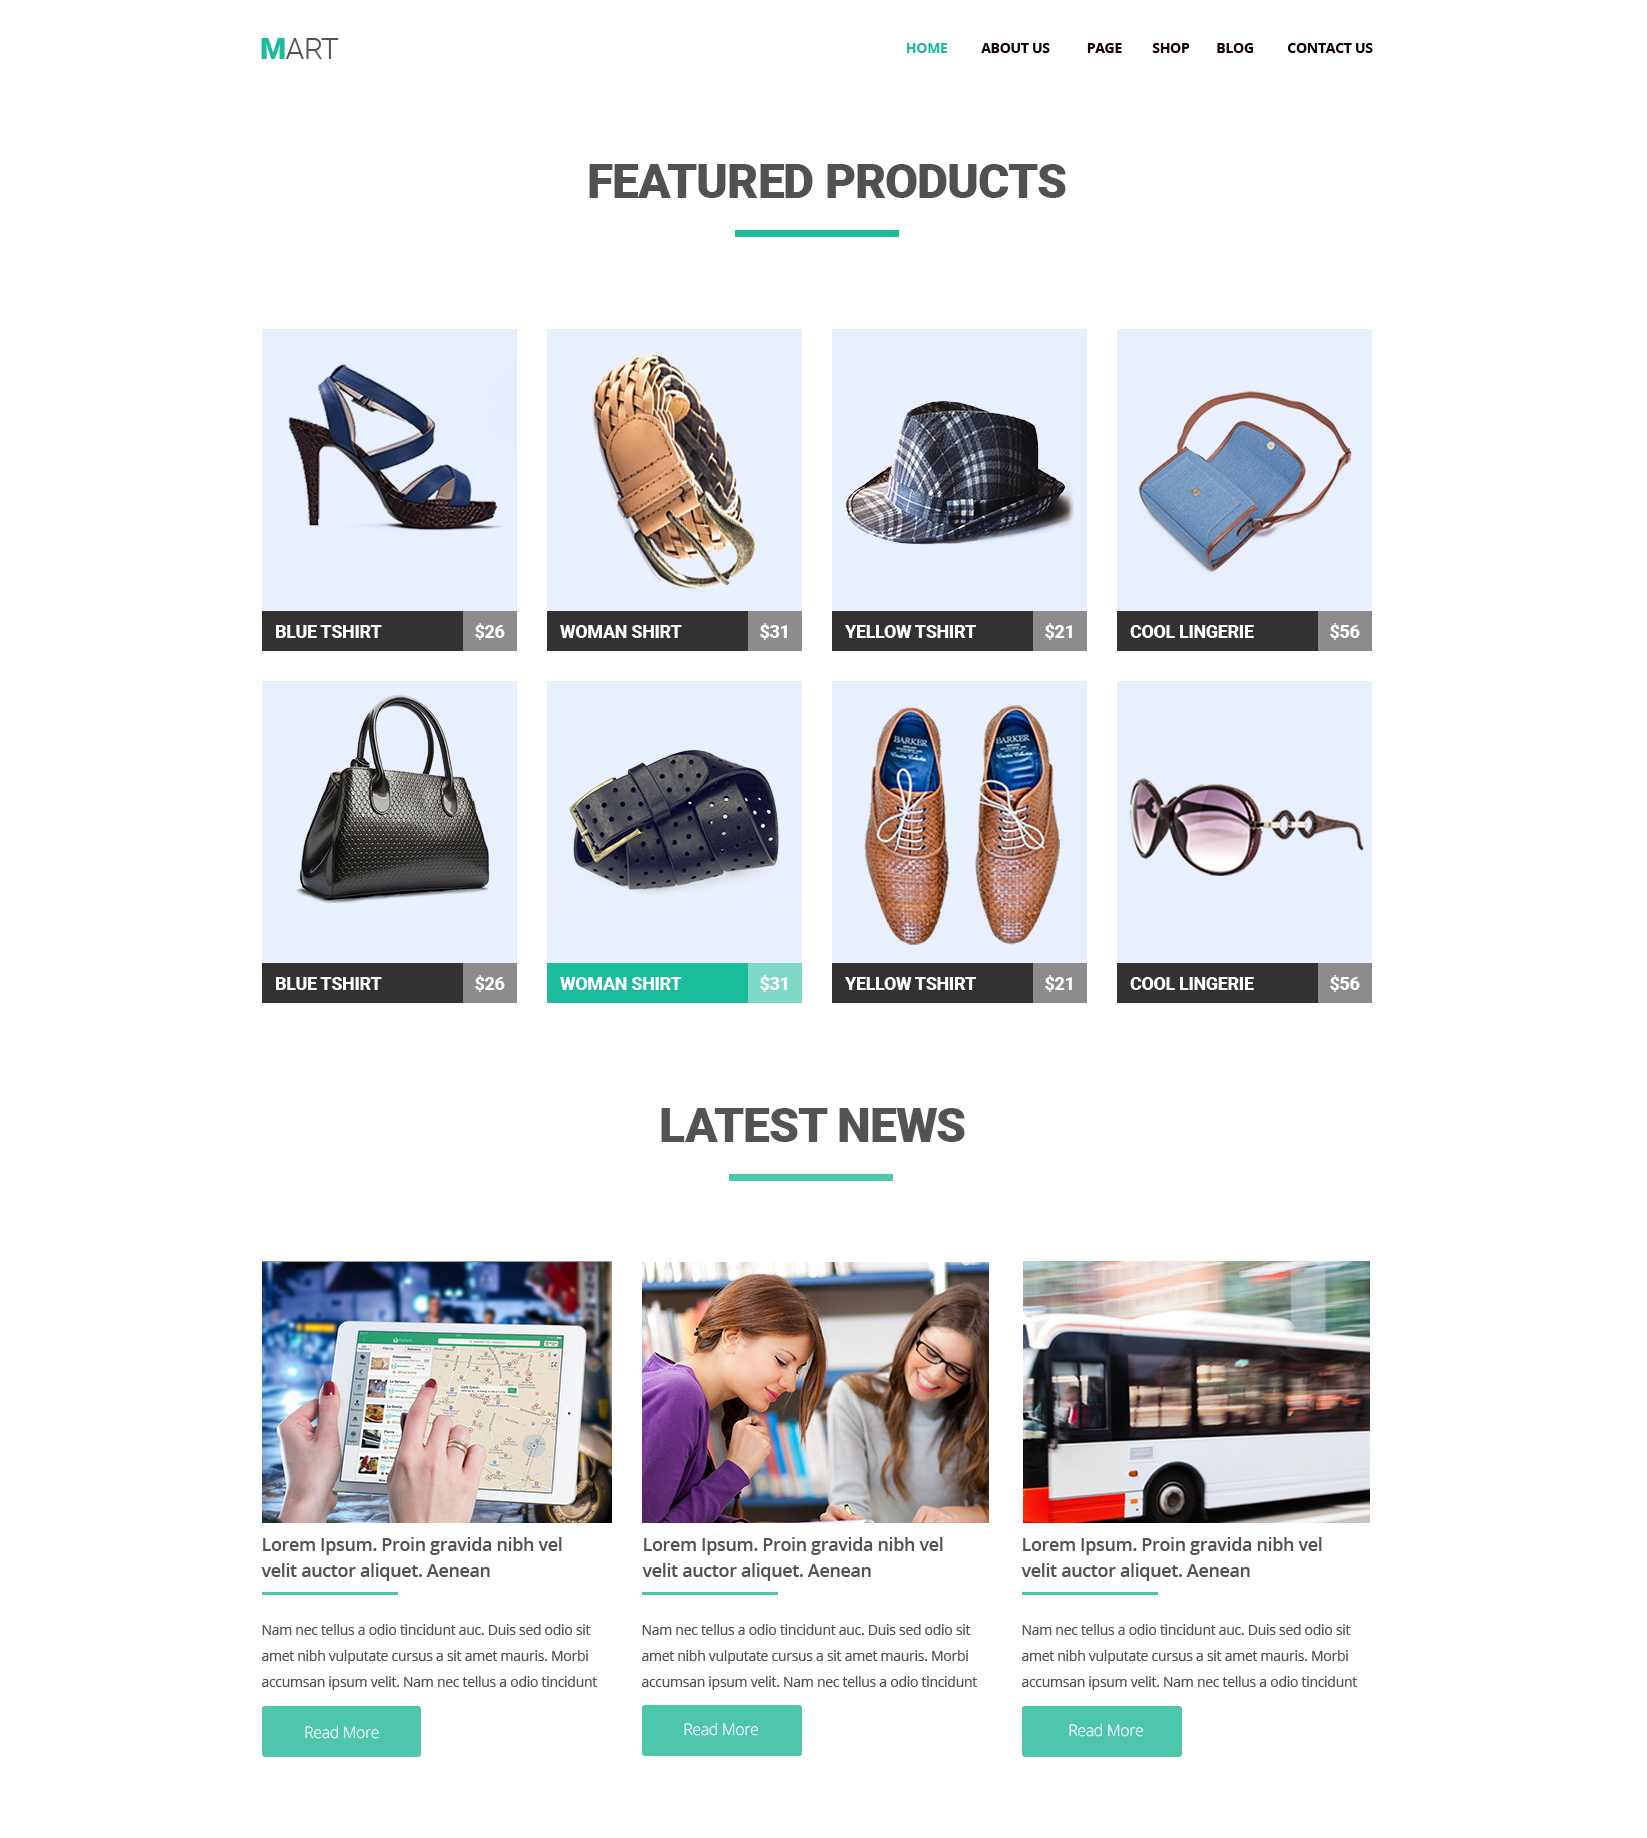 MART
HOME ABOUT US PAGE SHOP BLOG CONTACT US
FEATURED PRODUCTS
BLUE TSHIRT $26
WOMAN SHIRT $31
YELLOW TSHIRT $21
COOL LINGERIE $56
BARKER
BARKER
BLUE TSHIRT $26
WOMAN SHIRT $31
YELLOW TSHIRT $21
COOL LINGERIE $56
LATEST NEWS
Lorem Ipsum. Proin gravida nibh vel
velit auctor aliquet. Aenean
Nam nec tellus a odio tincidunt auc. Duis sed odio sit
amet nibh vulputate cursus a sit amet mauris. Morbi
accumsan ipsum velit. Nam nec tellus a odio tincidunt
Read More
Lorem Ipsum. Proin gravida nibh vel
velit auctor aliquet. Aenean
Nam nec tellus a odio tincidunt auc. Duis sed odio sit
amet nibh vulputate cursus a sit amet mauris. Morbi
accumsan ipsum velit. Nam nec tellus a odio tincidunt
Read More
Lorem Ipsum. Proin gravida nibh vel
velit auctor aliquet. Aenean
Nam nec tellus a odio tincidunt auc. Duis sed odio sit
amet nibh vulputate cursus a sit amet mauris. Morbi
accumsan ipsum velit. Nam nec tellus a odio tincidunt
Read More